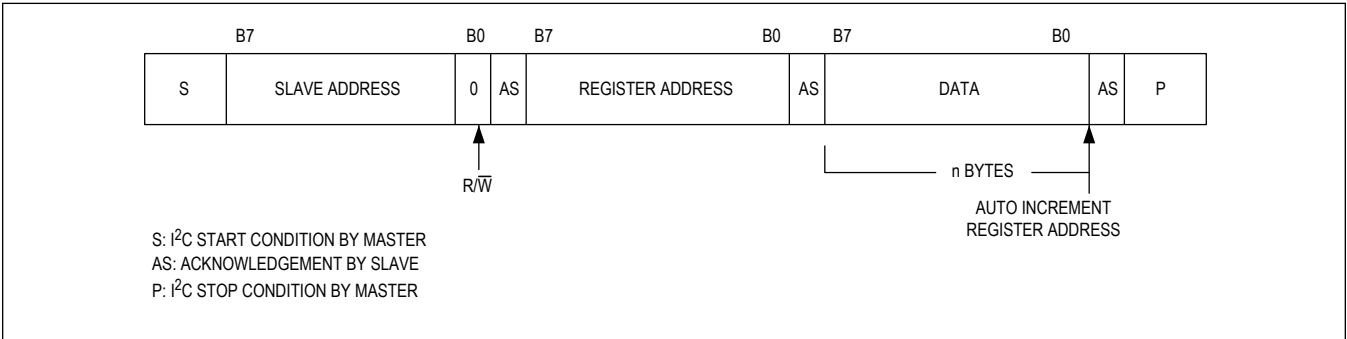 B7 B0 B7 B0 B7 B0
S SLAVE ADDRESS 0 AS REGISTER ADDRESS AS DATA AS P
R/W̅
n BYTES
AUTO INCREMENT
REGISTER ADDRESS
S: I²C START CONDITION BY MASTER
AS: ACKNOWLEDGEMENT BY SLAVE
P: I²C STOP CONDITION BY MASTER